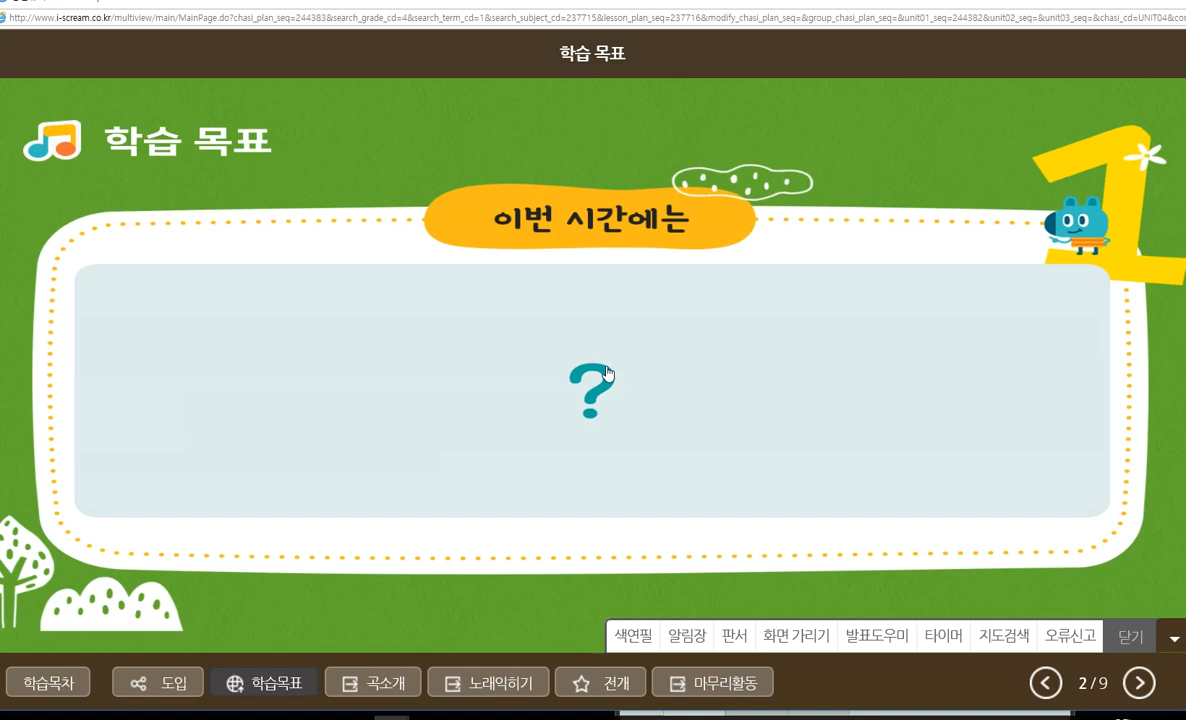 http://www.i-scream.co.kr/multiview/main/MainPage.do?chasi_plan_seq=244383&search_grade_cd=4&search_term_cd=1&search_subject_cd=237715&lesson_plan_seq=237716&modify_chasi_plan_seq=&group_chasi_plan_seq=&unit01_seq=244382&unit02_seq=&unit03_seq=&chasi_cd=UNIT04&co
학습 목표
학습 목표
1
이번 시간에는
?
색연필 알림장 판서 화면 가리기 발표도우미 타이머 지도검색 오류신고 닫기
학습목차 도입 학습목표 곡소개 노래익히기 전개 마무리활동 2 / 9